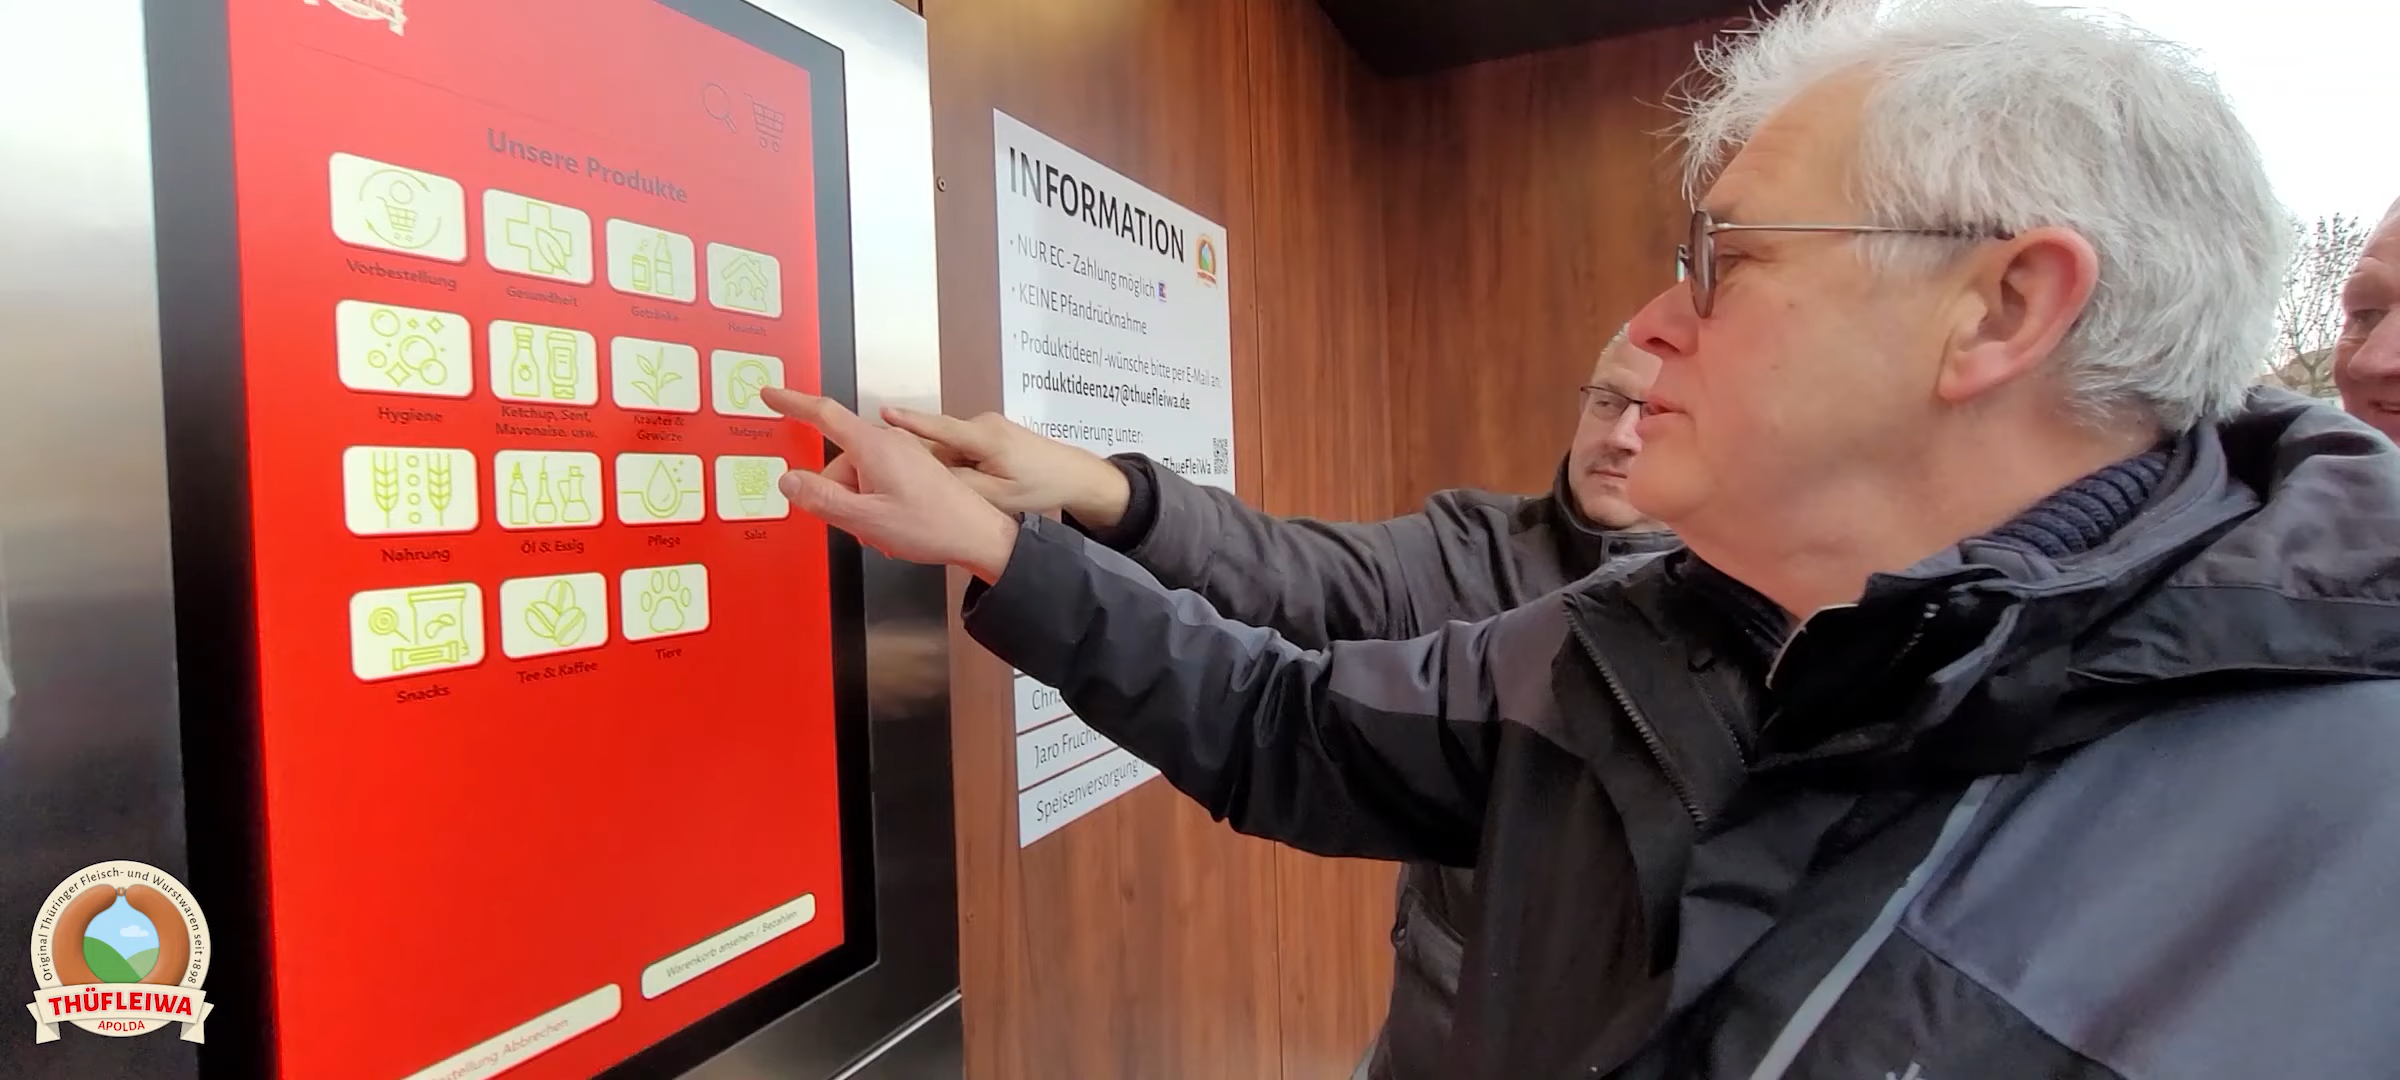 Unsere Produkte
Vorbestellung
Gesundheit
Getränke
Haushalt
Hygiene
Ketchup, Senf,
Mayonaise, usw.
Kräuter &
Gewürze
Metzgerei
Nahrung
Öl & Essig
Pflege
Salat
Snacks
Tee & Kaffee
Tiere
Warenkorb ansehen / Bezahlen
Abbrechen
INFORMATION
THÜFLEIWA
• NUR EC-Zahlung möglich
• KEINE Pfandrücknahme
• Produktideen/-wünsche bitte per E-Mail an:
produktideen247@thuefleiwa.de
Vorreservierung unter:
/ThueFleiWa
Jaro
Speisenversorgung
Original Thüringer Fleisch- und Wurstwaren seit 1898
THÜFLEIWA
APOLDA